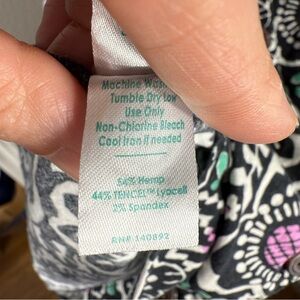 Machine Wash
Tumble Dry Low
Use Only
Non-Chlorine Bleach
Cool Iron if needed
54% Hemp
44% TENCEL™ Lyocell
2% Spandex
RN# 140892